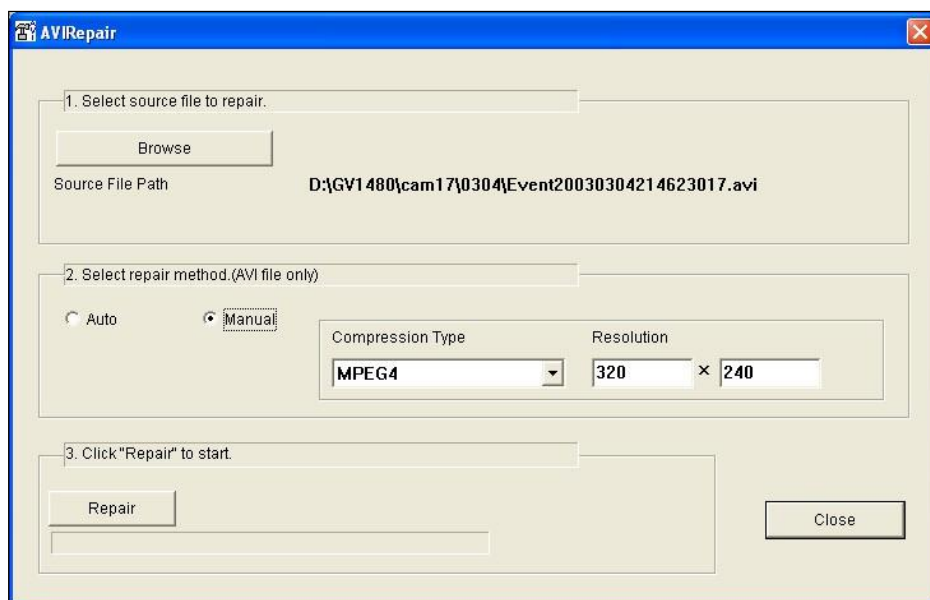 AVIRepair
1. Select source file to repair.
Browse
Source File Path D:\GV1480\cam17\0304\Event20030304214623017.avi
2. Select repair method.(AVI file only)
Auto Manual
Compression Type Resolution
MPEG4 320 × 240
3. Click "Repair" to start.
Repair
Close